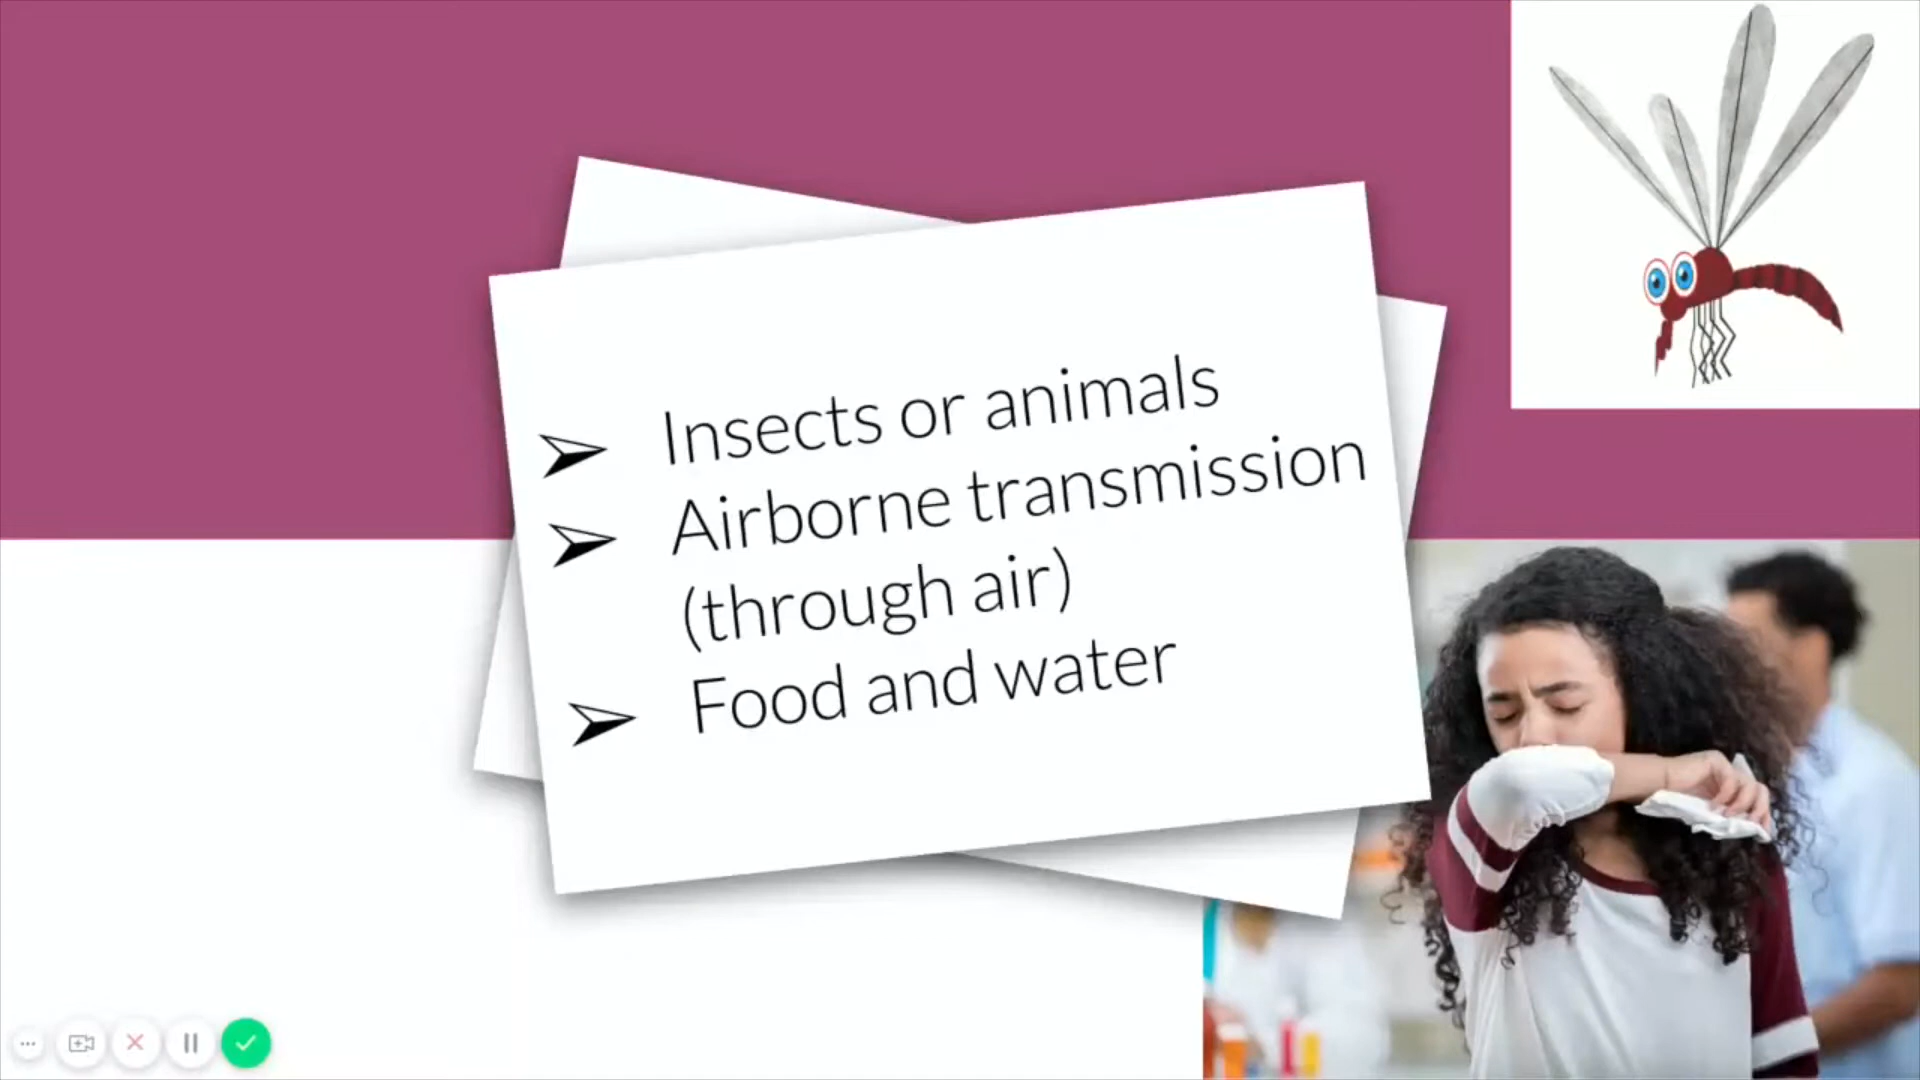 ➢ Insects or animals
➢ Airborne transmission
(through air)
➢ Food and water